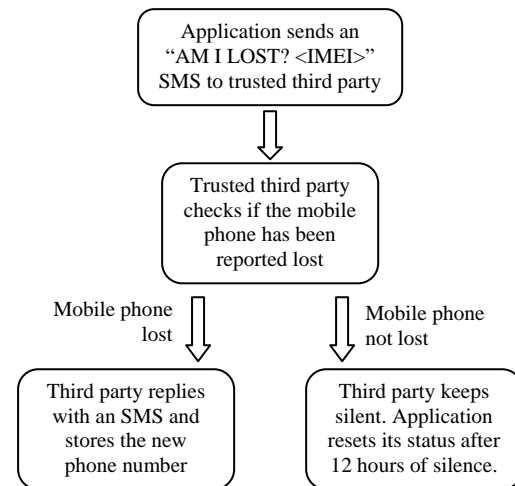 Application sends an
“AM I LOST? <IMEI>”
SMS to trusted third party
Trusted third party
checks if the mobile
phone has been
reported lost
Mobile phone
lost
Mobile phone
not lost
Third party replies
with an SMS and
stores the new
phone number
Third party keeps
silent. Application
resets its status after
12 hours of silence.